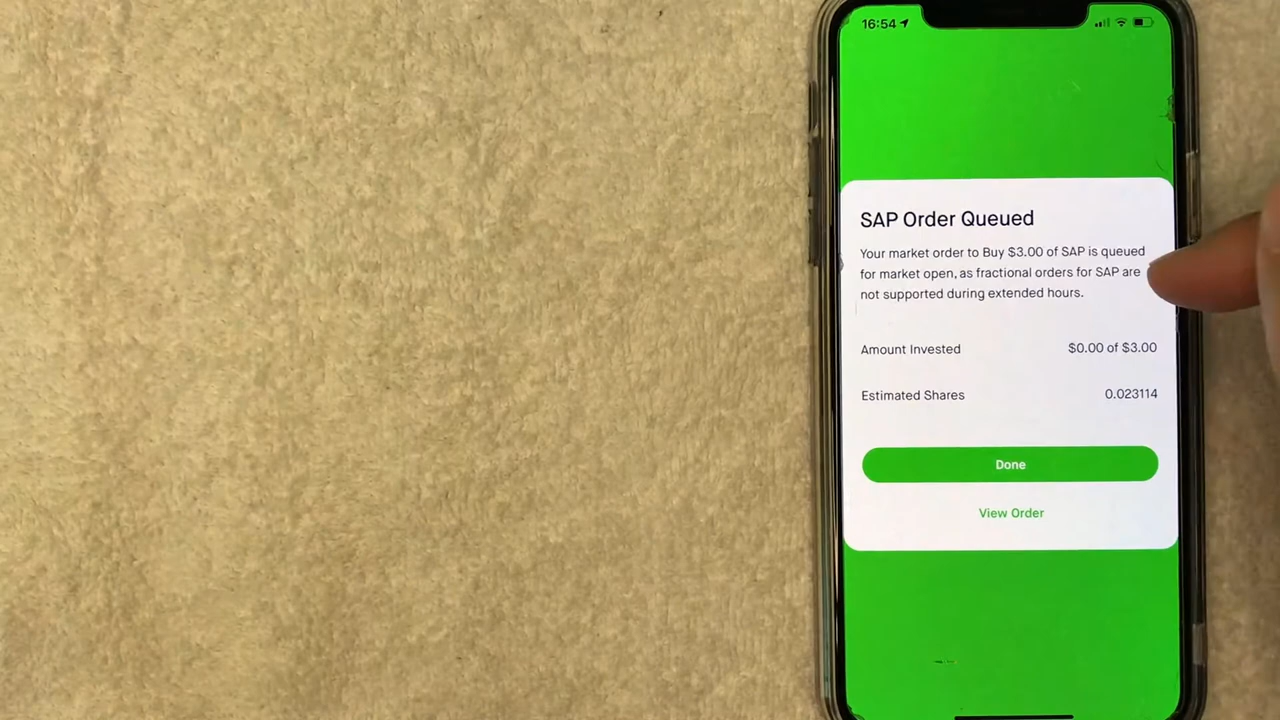 16:54
SAP Order Queued
Your market order to Buy $3.00 of SAP is queued
for market open, as fractional orders for SAP are
not supported during extended hours.
Amount Invested $0.00 of $3.00
Estimated Shares 0.023114
Done
View Order